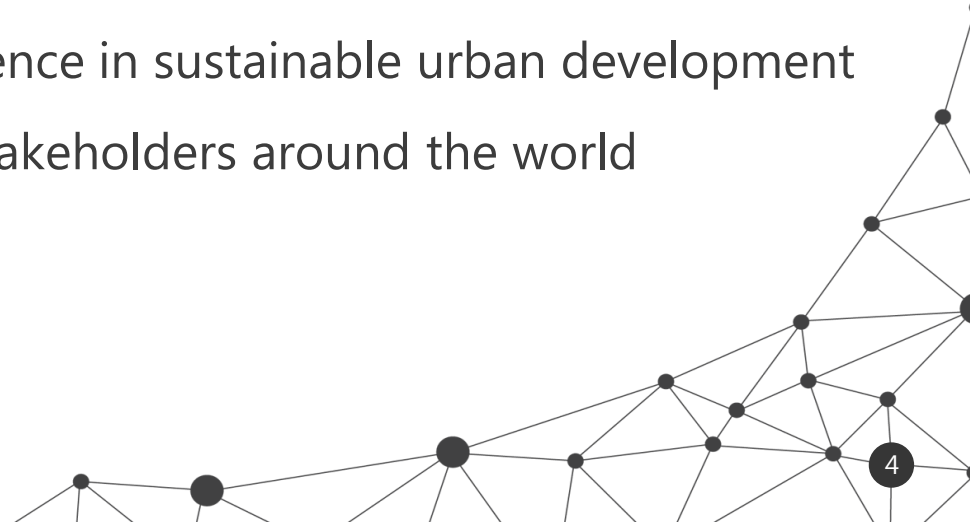 ence in sustainable urban development
akeholders around the world
4